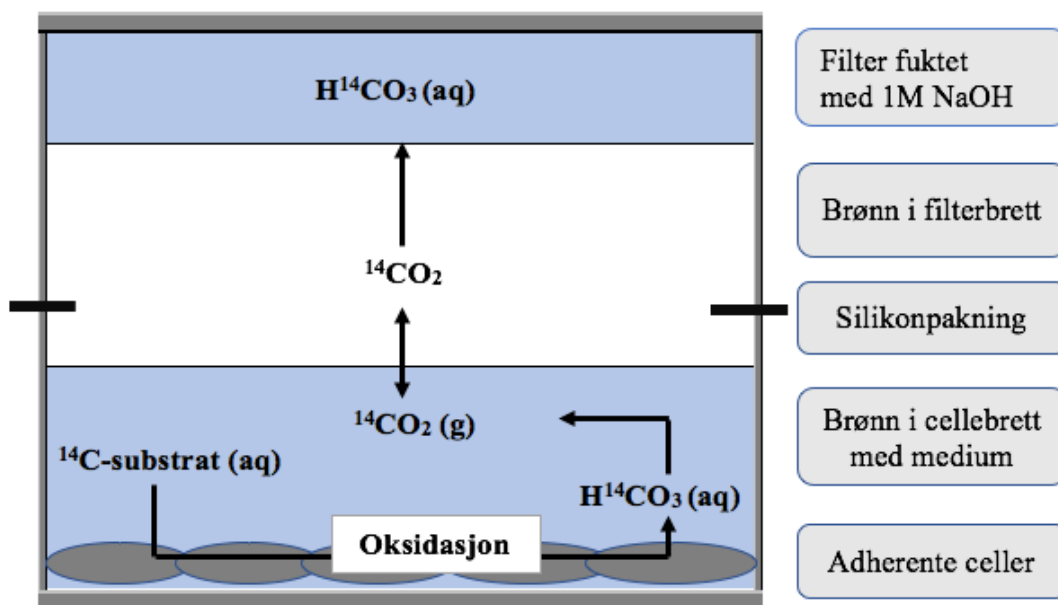 H¹⁴CO₃ (aq)
¹⁴CO₂
¹⁴CO₂ (g)
¹⁴C-substrat (aq)
H¹⁴CO₃ (aq)
Oksidasjon
Filter fuktet
med 1M NaOH
Brønn i filterbrett
Silikonpakning
Brønn i cellebrett
med medium
Adherente celler